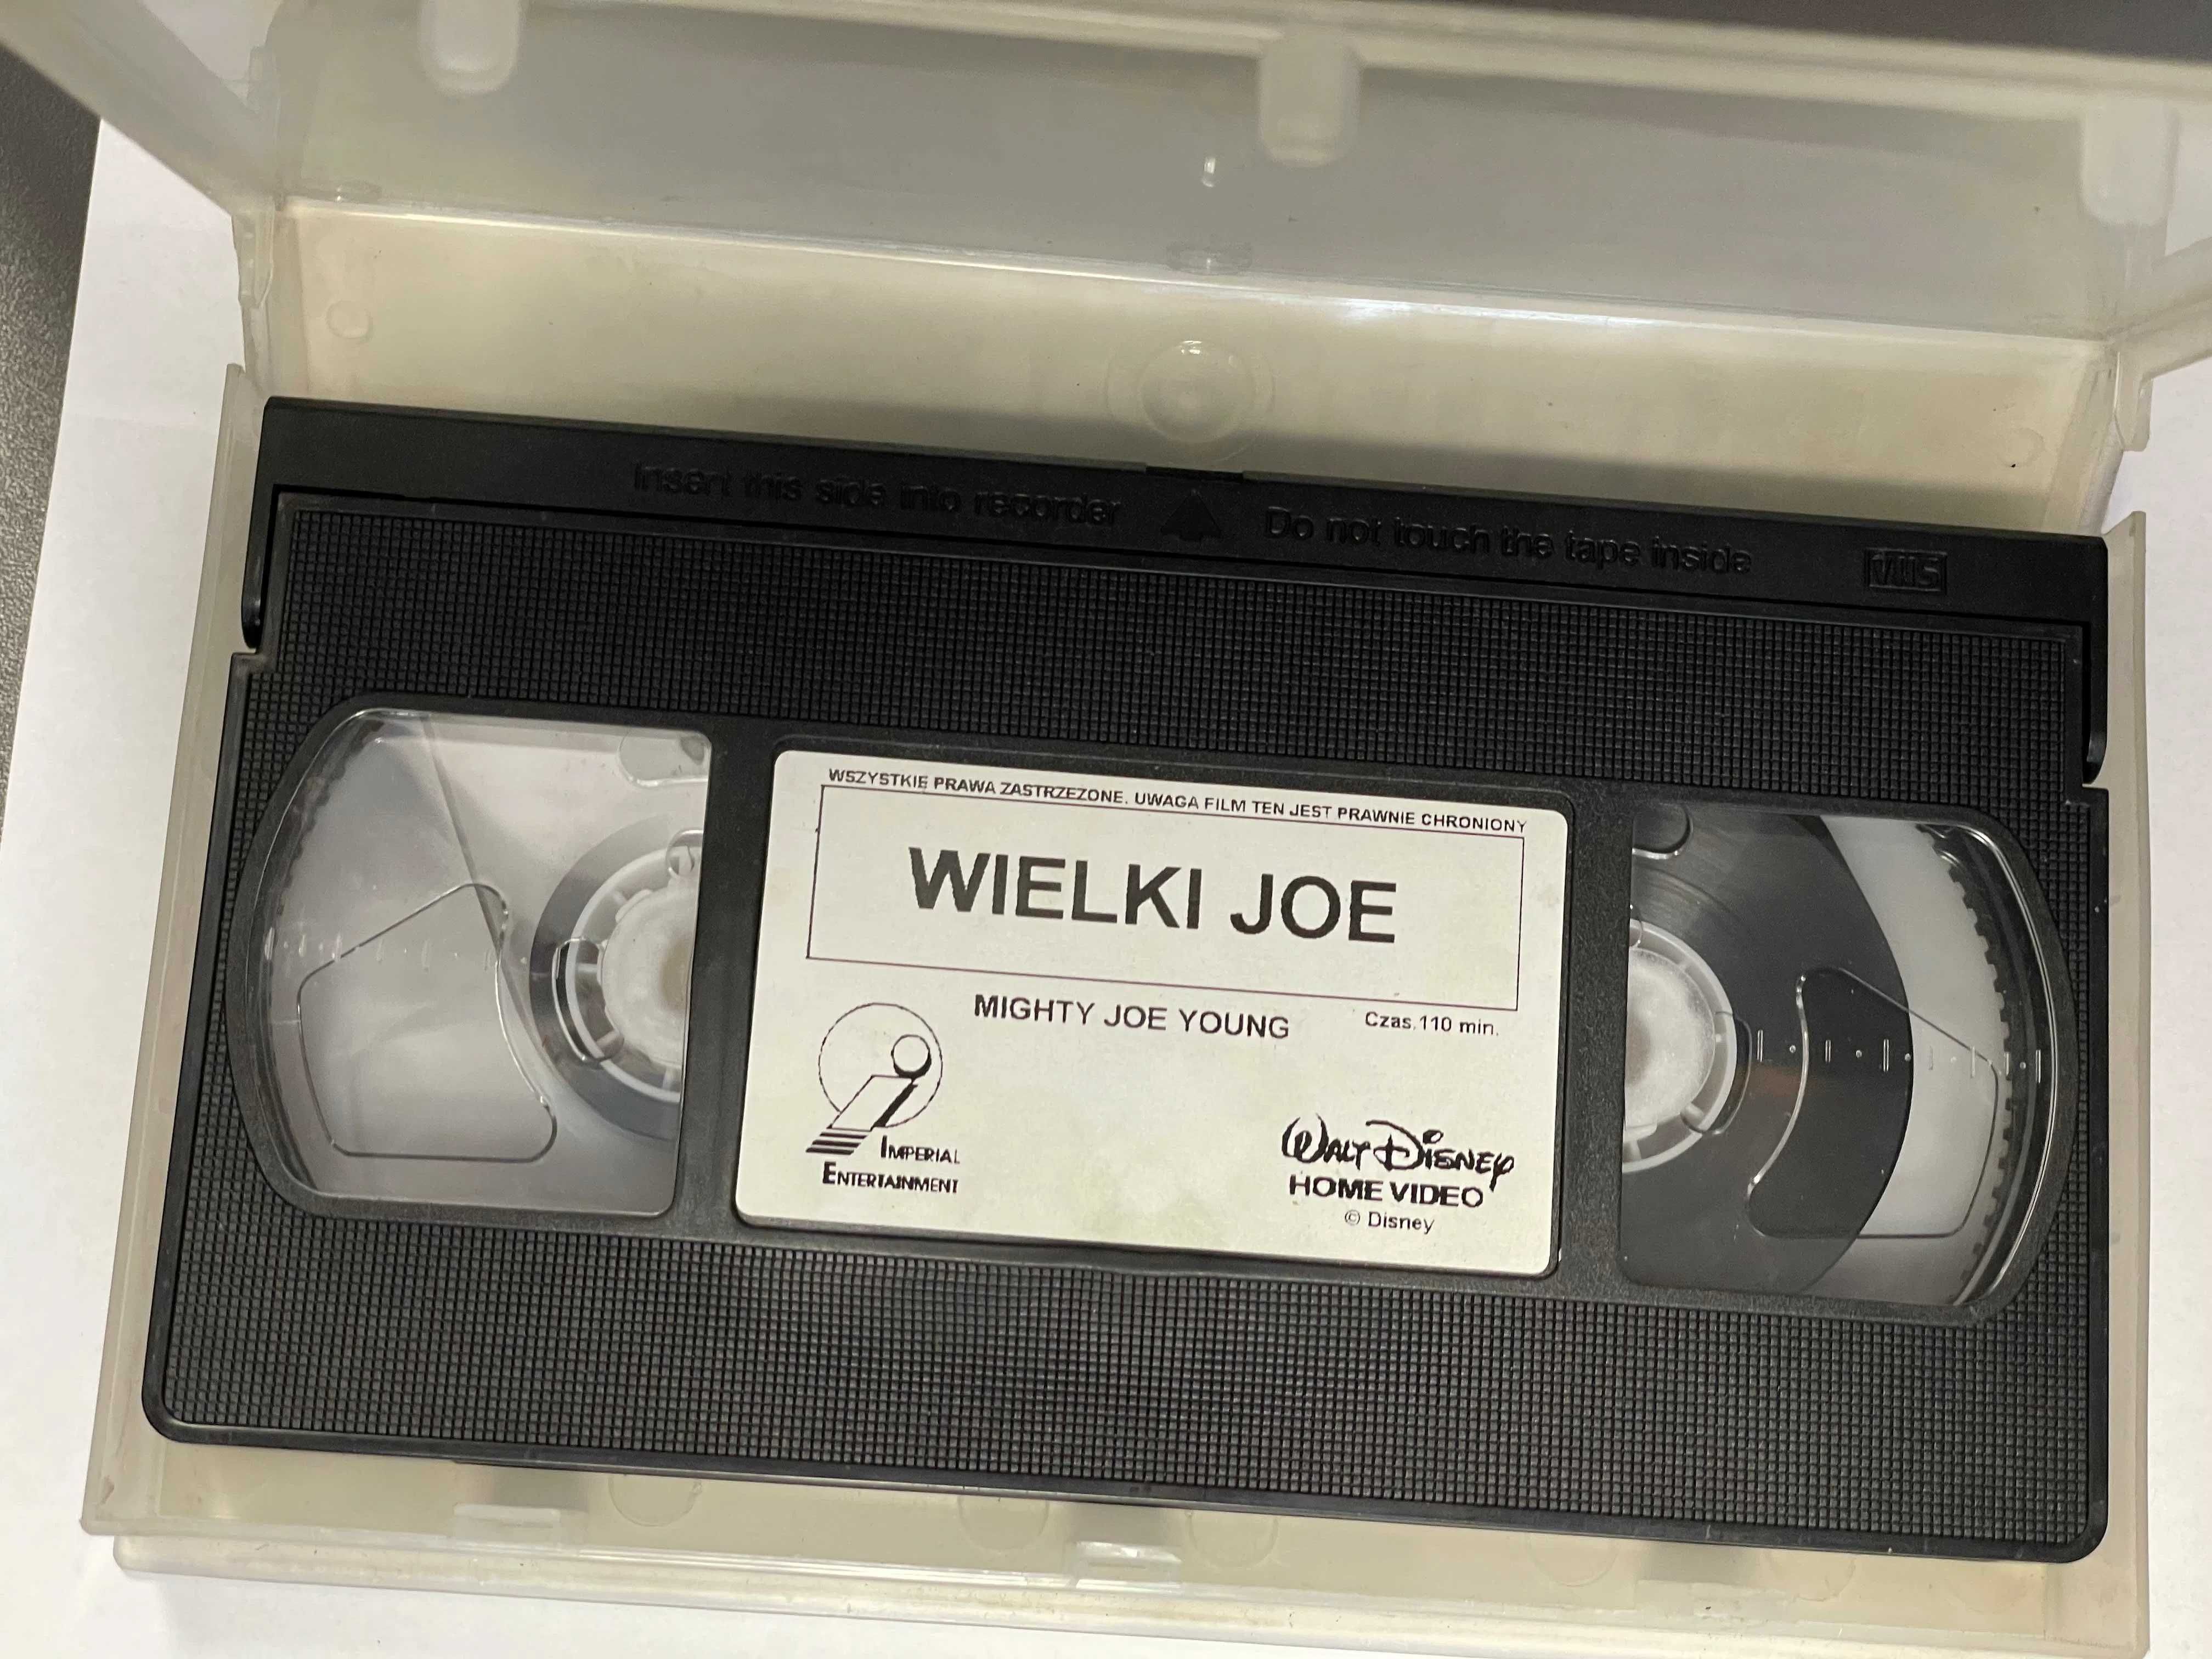 Insert this side into recorder Do not touch the tape inside VHS
WSZYSTKIE PRAWA ZASTRZEZONE. UWAGA FILM TEN JEST PRAWNIE CHRONIONY
WIELKI JOE
MIGHTY JOE YOUNG Czas.110 min.
IMPERIAL
ENTERTAINMENT
WALT DISNEY
HOME VIDEO
© Disney